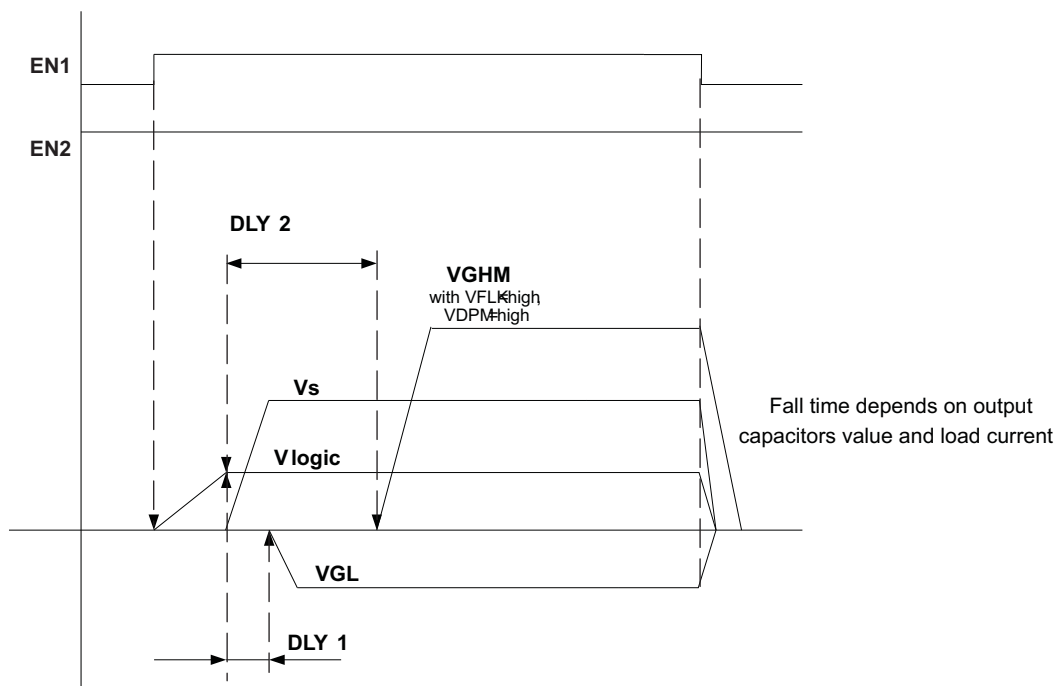 EN1
EN2
DLY 2
VGHM
with VFLK=high,
VDPM=high
Vs
Vlogic
Fall time depends on output
capacitors value and load current
VGL
DLY 1